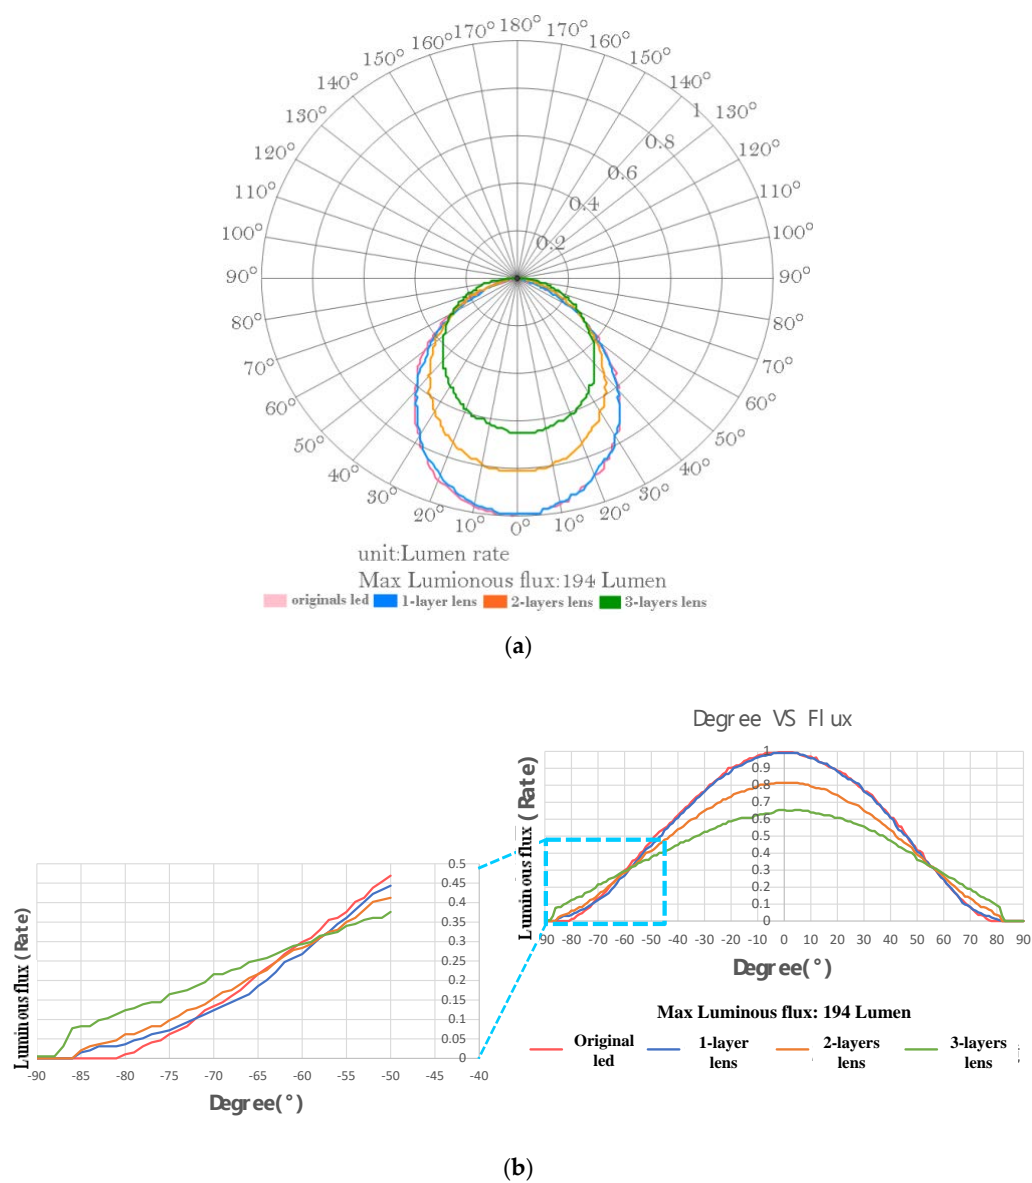 180°
170° 170°
160° 160°
150° 150°
140° 140°
1
130° 130°
0.8
120° 120°
0.6
110° 110°
0.4
100° 100°
0.2
90° 90°
80° 80°
70° 70°
60° 60°
50° 50°
40° 40°
30° 30°
20° 20°
10° 0° 10°
unit:Lumen rate
Max Lumionous flux:194 Lumen
originals led 1-layer lens 2-layers lens 3-layers lens
(a)
Degree VS Flux
Luminous flux (Rate)
1
0.9
0.8
0.7
0.6
0.5
0.4
0.3
0.2
0.1
0
-90 -80 -70 -60 -50 -40 -30 -20 -10 0 10 20 30 40 50 60 70 80 90
Degree(°)
Max Luminous flux: 194 Lumen
Original led
1-layer lens
2-layers lens
3-layers lens
Luminous flux (Rate)
0.5
0.45
0.4
0.35
0.3
0.25
0.2
0.15
0.1
0.05
0
-90 -85 -80 -75 -70 -65 -60 -55 -50 -45 -40
Degree(°)
(b)